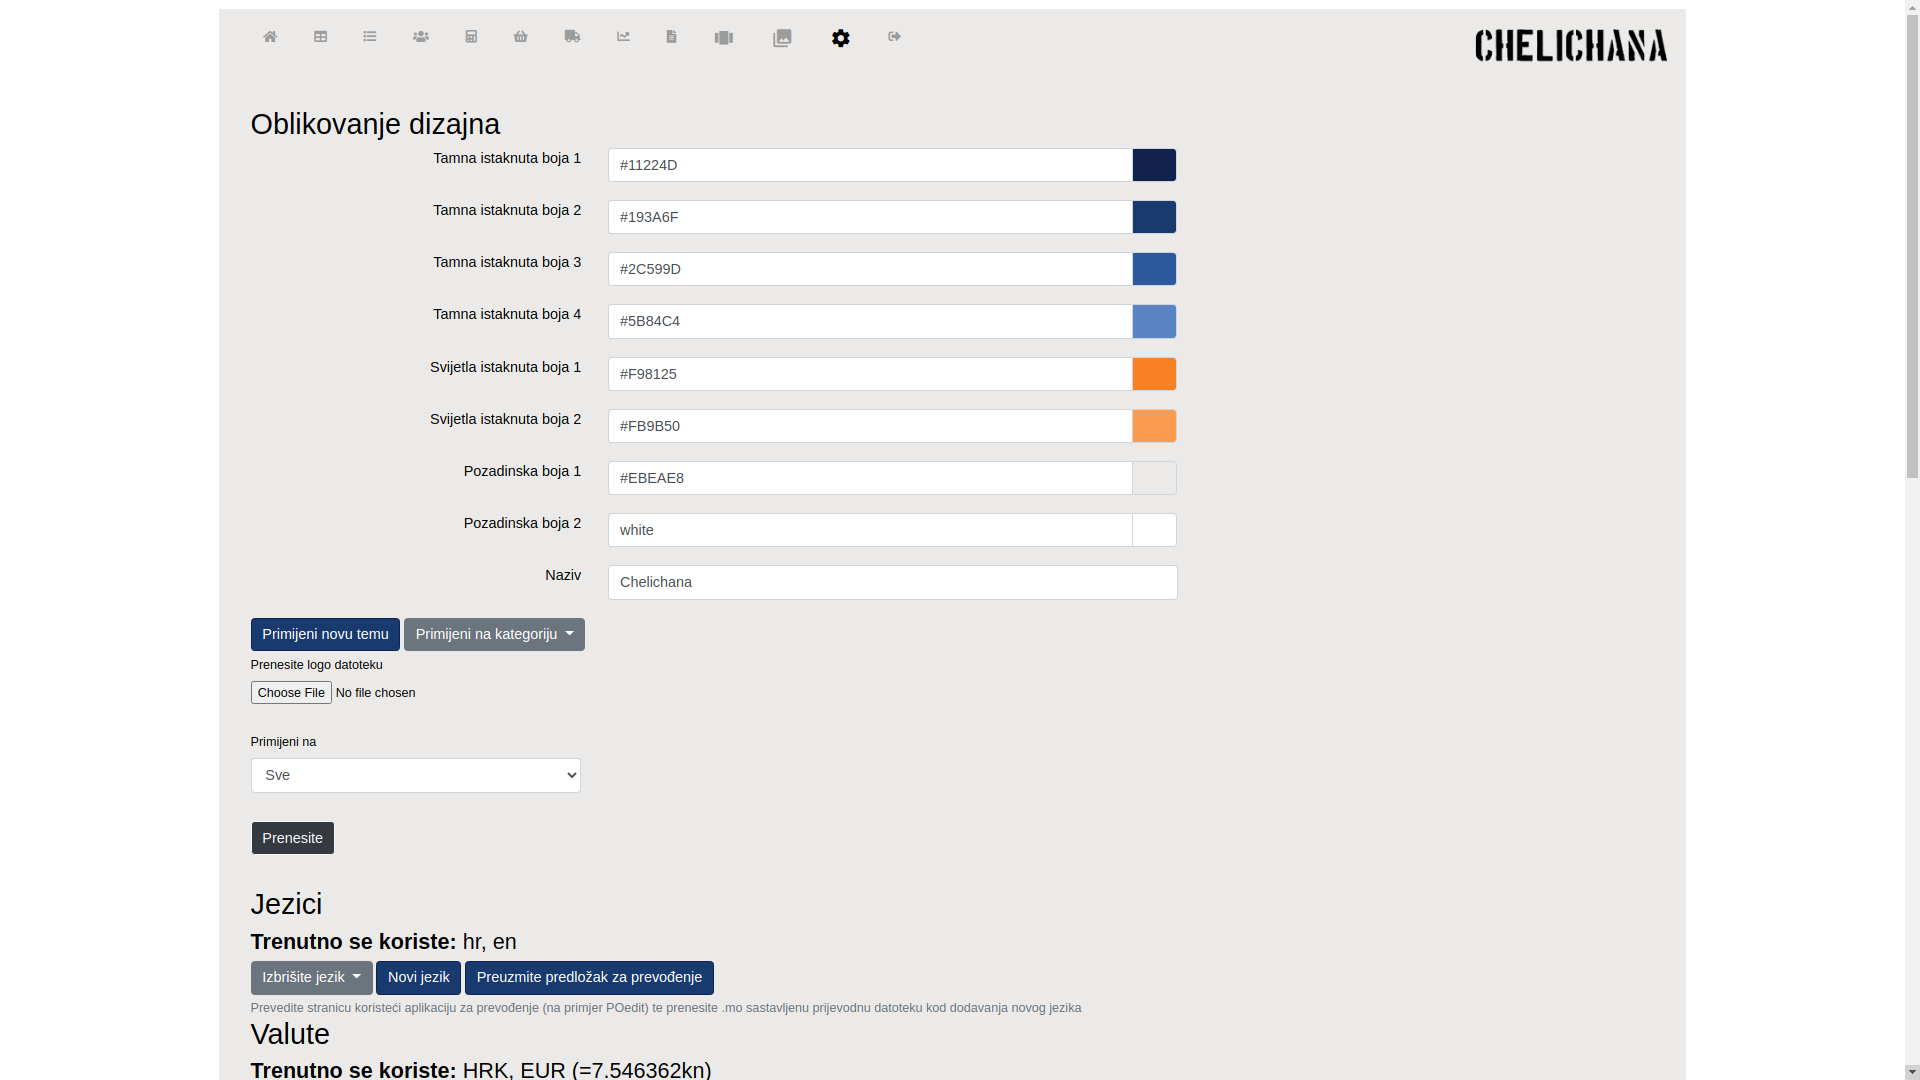 CHELICHANA
Oblikovanje dizajna
Tamna istaknuta boja 1 #11224D
Tamna istaknuta boja 2 #193A6F
Tamna istaknuta boja 3 #2C599D
Tamna istaknuta boja 4 #5B84C4
Svijetla istaknuta boja 1 #F98125
Svijetla istaknuta boja 2 #FB9B50
Pozadinska boja 1 #EBEAE8
Pozadinska boja 2 white
Naziv Chelichana
Primijeni novu temu Primijeni na kategoriju
Prenesite logo datoteku
Choose File No file chosen
Primijeni na
Sve
Prenesite
Jezici
Trenutno se koriste: hr, en
Izbrišite jezik Novi jezik Preuzmite predložak za prevođenje
Prevedite stranicu koristeći aplikaciju za prevođenje (na primjer POedit) te prenesite .mo sastavljenu prijevodnu datoteku kod dodavanja novog jezika
Valute
Trenutno se koriste: HRK, EUR (=7.546362kn)